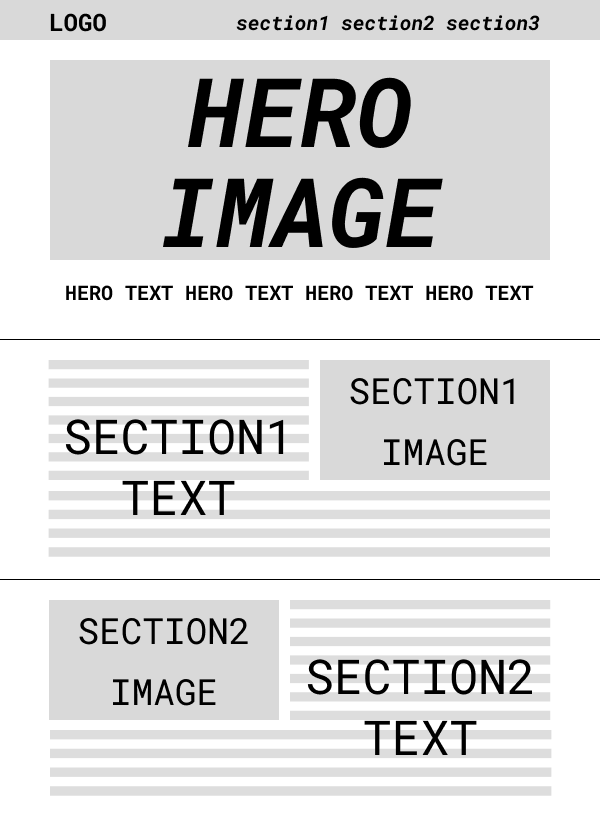 LOGO section1 section2 section3
HERO
IMAGE
HERO TEXT HERO TEXT HERO TEXT HERO TEXT
SECTION1
TEXT
SECTION1
IMAGE
SECTION2
IMAGE
SECTION2
TEXT